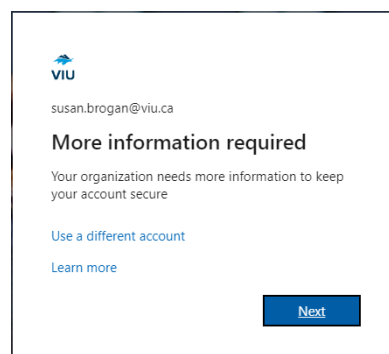 VIU
susan.brogan@viu.ca
More information required
Your organization needs more information to keep
your account secure
Use a different account
Learn more
Next